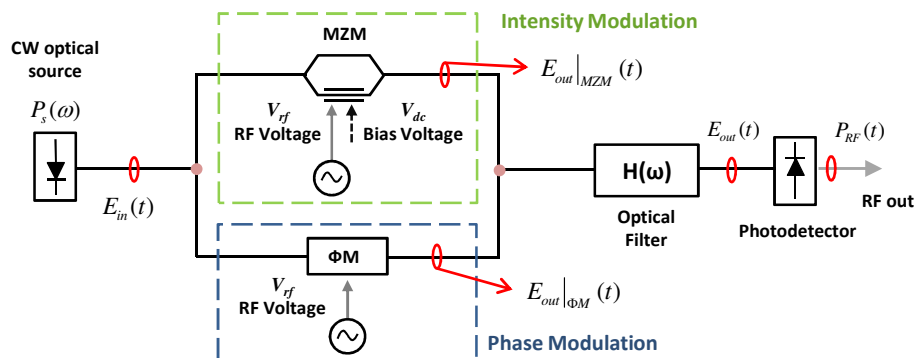 Intensity Modulation
CW optical
source
P_s(ω)
MZM
V_rf
RF Voltage
V_dc
Bias Voltage
E_out|_MZM (t)
E_in(t)
H(ω)
Optical
Filter
E_out(t)
P_RF(t)
RF out
Photodetector
ΦM
V_rf
RF Voltage
E_out|_ΦM (t)
Phase Modulation